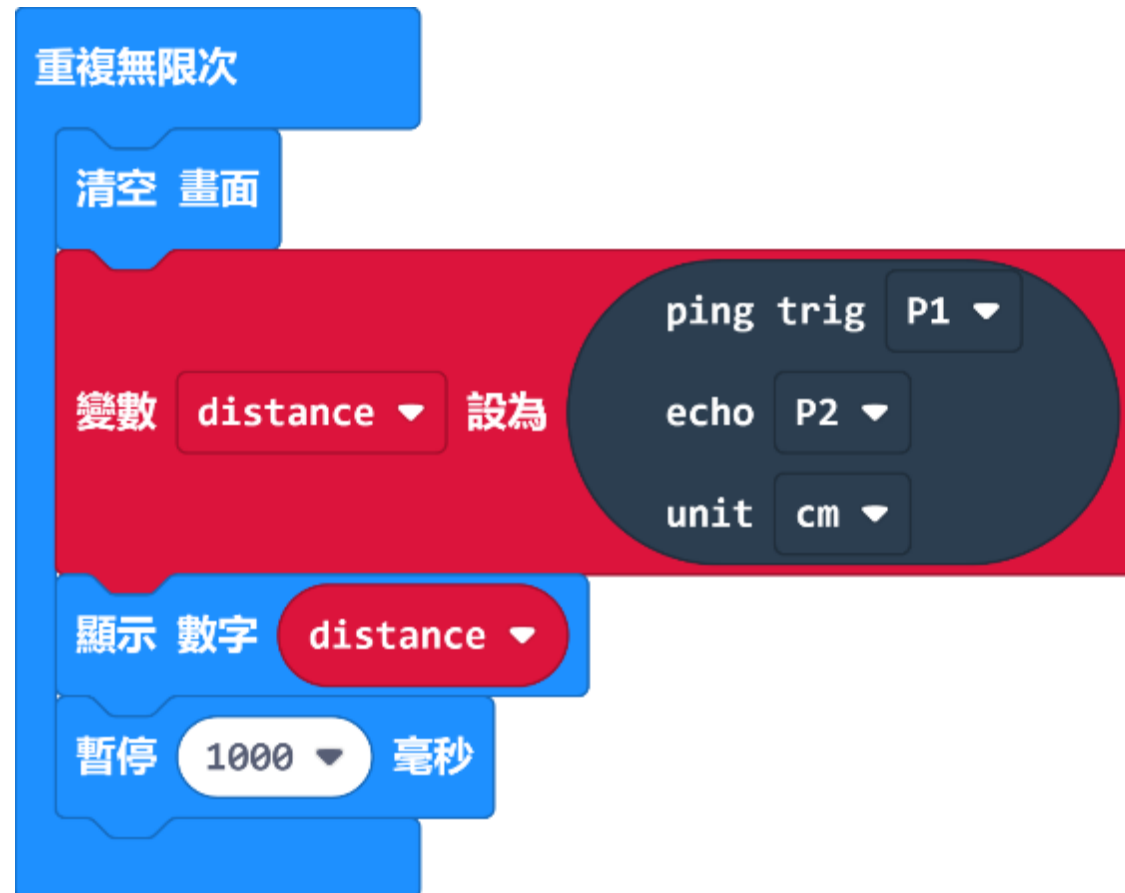 重複無限次
清空 畫面
ping trig P1
變數 distance 設為 echo P2
unit cm
顯示 數字 distance
暫停 1000 毫秒